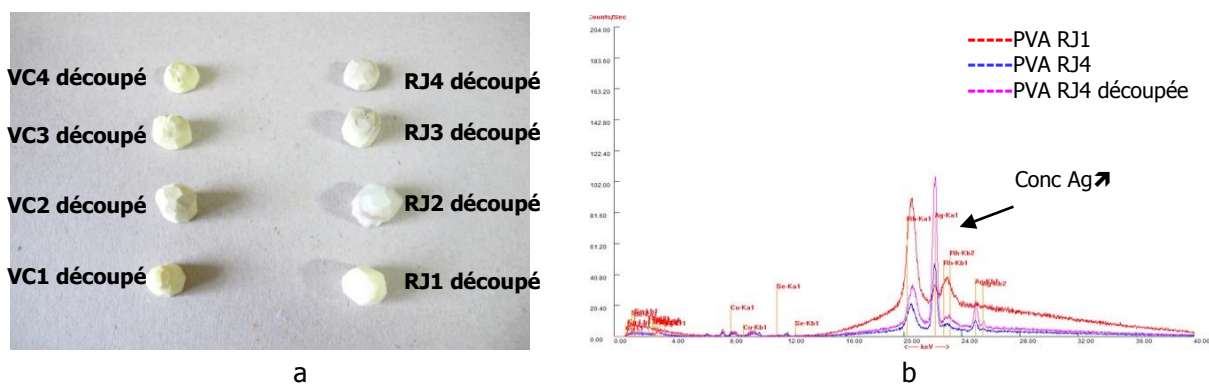 VC4 découpé
RJ4 découpé
VC3 découpé
RJ3 découpé
VC2 découpé
RJ2 découpé
VC1 découpé
RJ1 découpé
a
Counts/Sec
204.00
183.60
163.20
142.80
122.40
102.00
81.60
61.20
40.80
20.40
0.00
PVA RJ1
PVA RJ4
PVA RJ4 découpée
Conc Ag↗
Rh-Ka1
Ag-Ka1
Rh-Kb2
Rh-Kb1
Ag-Kb2
Se-Ka1
Se-Kb1
Cu-Ka1
Cu-Kb1
0.00 4.00 8.00 12.00 16.00 20.00 24.00 28.00 32.00 36.00 40.00
<---- keV ---->
b